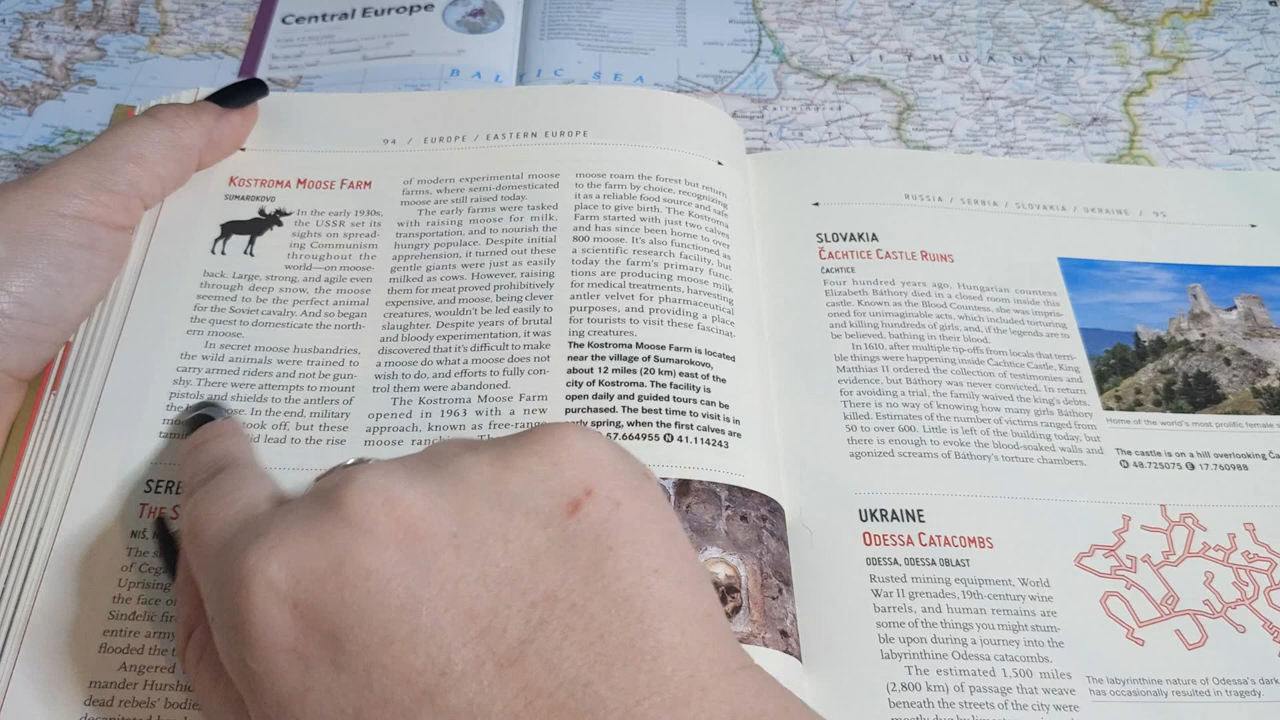 Central Europe
BALTIC SEA
LITHUANIA
94 / EUROPE / EASTERN EUROPE
KOSTROMA MOOSE FARM
SUMAROKOVO
In the early 1930s,
the USSR set its
sights on spread-
ing Communism
throughout the
world—on moose-
back. Large, strong, and agile even
through deep snow, the moose
seemed to be the perfect animal
for the Soviet cavalry. And so began
the quest to domesticate the north-
ern moose.
In secret moose husbandries,
the wild animals were trained to
carry armed riders and not be gun-
shy. There were attempts to mount
pistols and shields to the antlers of
the
ose. In the end, military
took off, but these
id lead to the rise
of modern experimental moose
farms, where semi-domesticated
moose are still raised today.
The early farms were tasked
with raising moose for milk,
transportation, and to nourish the
hungry populace. Despite initial
apprehension, it turned out these
gentle giants were just as easily
milked as cows. However, raising
them for meat proved prohibitively
expensive, and moose, being clever
creatures, wouldn't be led easily to
slaughter. Despite years of brutal
and bloody experimentation, it was
discovered that it's difficult to make
a moose do what a moose does not
wish to do, and efforts to fully con-
trol them were abandoned.
The Kostroma Moose Farm
opened in 1963 with a new
approach, known as free-range
moose ranch
moose roam the forest but return
to the farm by choice, recognizing
it as a reliable food source and safe
place to give birth. The Kostroma
Farm started with just two calves
and has since been home to over
800 moose. It's also functioned as
a scientific research facility, but
today the farm's primary func-
tions are producing moose milk
for medical treatments, harvesting
antler velvet for pharmaceutical
purposes, and providing a place
for tourists to visit these fascinat-
ing creatures.
The Kostroma Moose Farm is located
near the village of Sumarokovo,
about 12 miles (20 km) east of the
city of Kostroma. The facility is
open daily and guided tours can be
purchased. The best time to visit is in
early spring, when the first calves are
57.664955 N 41.114243
SERB
THE S
NIŠ, N
The s
of Cega
Uprising
the face o
Sinđelić fir
entire army
flooded the t
Angered
mander Hurshid
dead rebels' bodie
RUSSIA / SERBIA / SLOVAKIA / UKRAINE / 95
SLOVAKIA
ČACHTICE CASTLE RUINS
ČACHTICE
Four hundred years ago, Hungarian countess
Elizabeth Báthory died in a closed room inside this
castle. Known as the Blood Countess, she was impris-
oned for unimaginable acts, which included torturing
and killing hundreds of girls, and, if the legends are to
be believed, bathing in their blood.
In 1610, after multiple tip-offs from locals that terri-
ble things were happening inside Čachtice Castle, King
Matthias II ordered the collection of testimonies and
evidence, but Báthory was never convicted. In return
for avoiding a trial, the family waived the king's debts.
There is no way of knowing how many girls Báthory
killed. Estimates of the number of victims ranged from
50 to over 600. Little is left of the building today, but
there is enough to evoke the blood-soaked walls and
agonized screams of Báthory's torture chambers.
Home of the world's most prolific female s
The castle is on a hill overlooking Ča
N 48.725075 E 17.760988
UKRAINE
ODESSA CATACOMBS
ODESSA, ODESSA OBLAST
Rusted mining equipment, World
War II grenades, 19th-century wine
barrels, and human remains are
some of the things you might stum-
ble upon during a journey into the
labyrinthine Odessa catacombs.
The estimated 1,500 miles
(2,800 km) of passage that weave
beneath the streets of the city were
The labyrinthine nature of Odessa's dark
has occasionally resulted in tragedy.